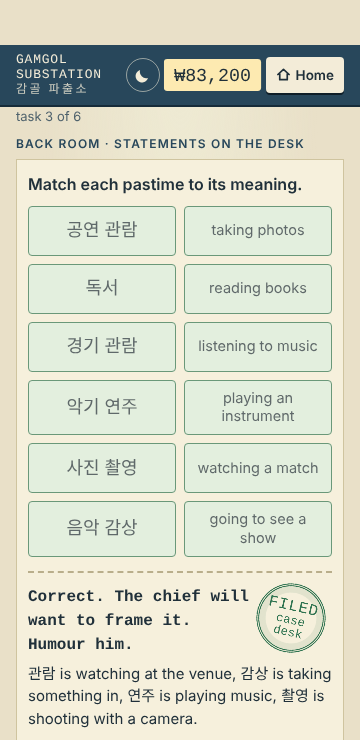 GAMGOL
SUBSTATION
감골 파출소
₩83,200
Home
task 3 of 6
BACK ROOM · STATEMENTS ON THE DESK
Match each pastime to its meaning.
공연 관람
taking photos
독서
reading books
경기 관람
listening to music
악기 연주
playing an
instrument
사진 촬영
watching a match
음악 감상
going to see a
show
Correct. The chief will
want to frame it.
Humour him.
FILED
case
desk
관람 is watching at the venue, 감상 is taking
something in, 연주 is playing music, 촬영 is
shooting with a camera.